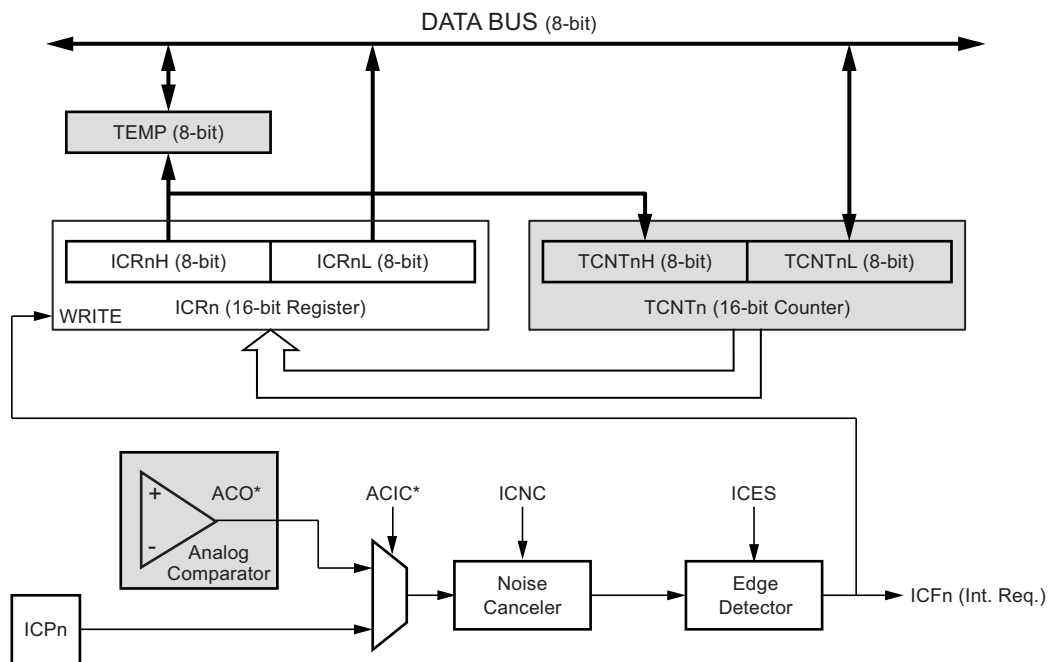 DATA BUS (8-bit)
TEMP (8-bit)
ICRnH (8-bit)
ICRnL (8-bit)
TCNTnH (8-bit)
TCNTnL (8-bit)
WRITE
ICRn (16-bit Register)
TCNTn (16-bit Counter)
+
-
ACO*
Analog
Comparator
ACIC*
ICNC
ICES
Noise
Canceler
Edge
Detector
ICFn (Int. Req.)
ICPn